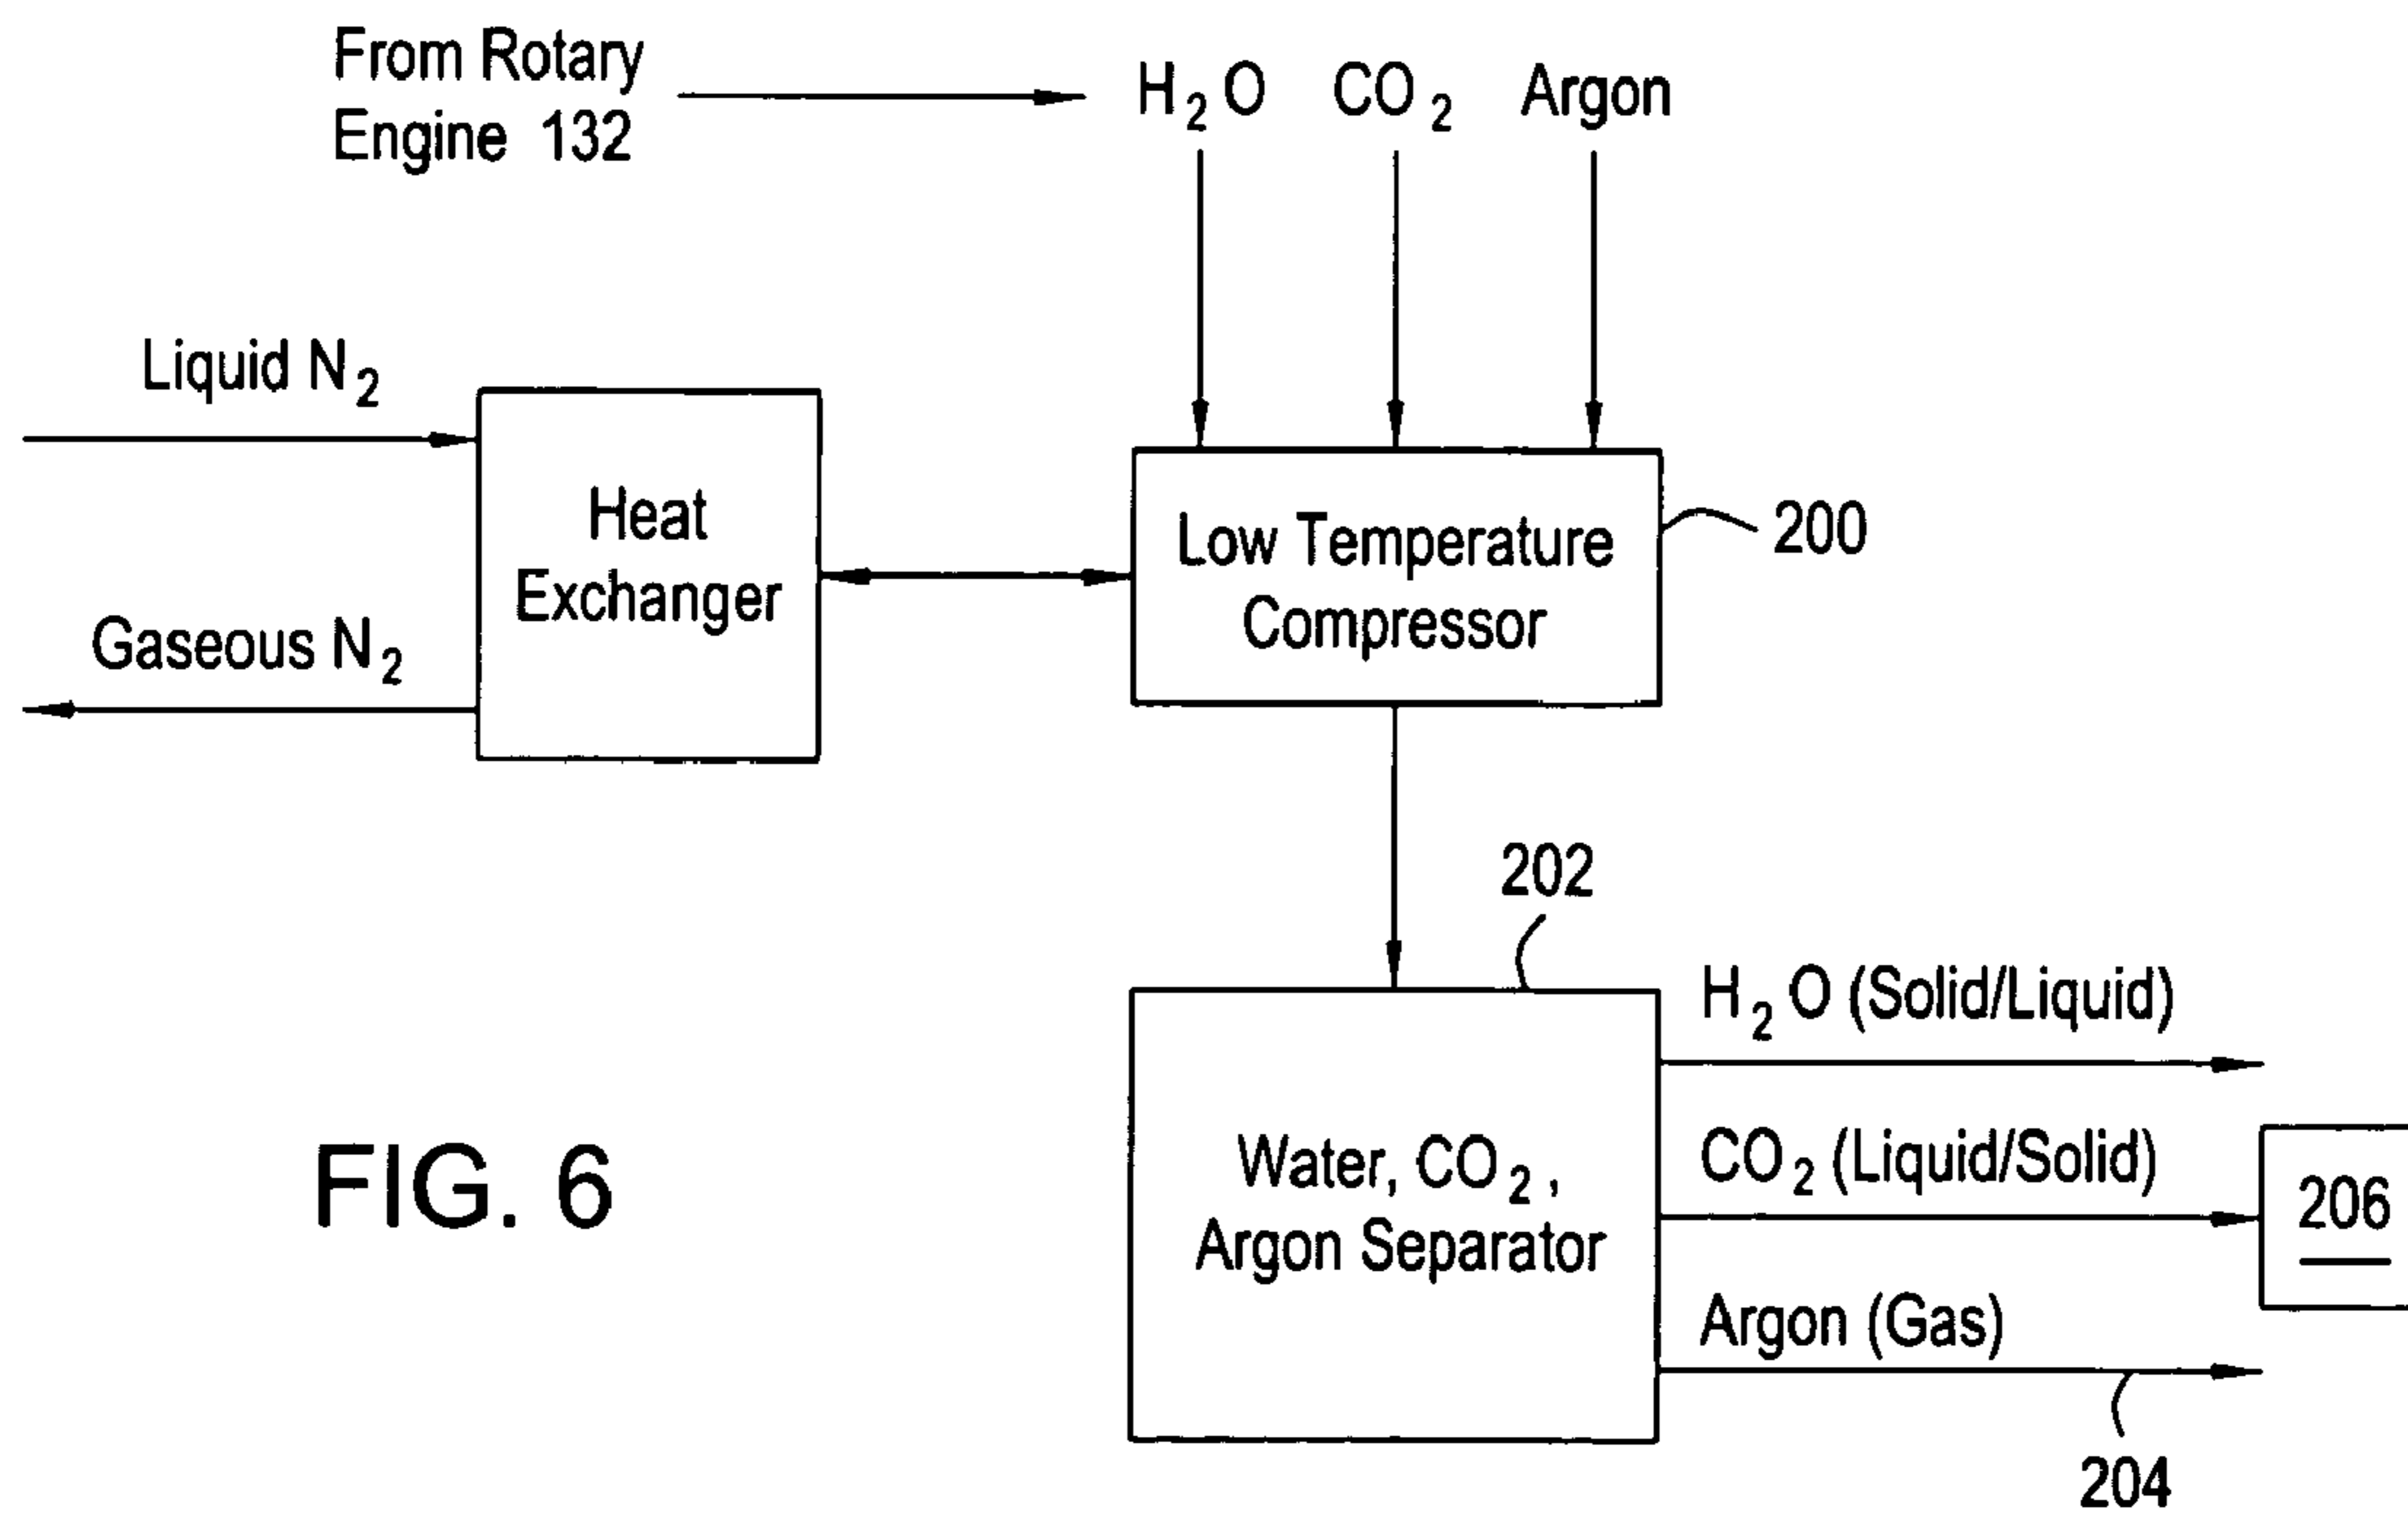 From Rotary
Engine 132
H2O CO2 Argon
Liquid N2
Heat
Exchanger
Gaseous N2
Low Temperature
Compressor
200
202
Water, CO2,
Argon Separator
H2O (Solid/Liquid)
CO2 (Liquid/Solid)
206
Argon (Gas)
204
FIG. 6